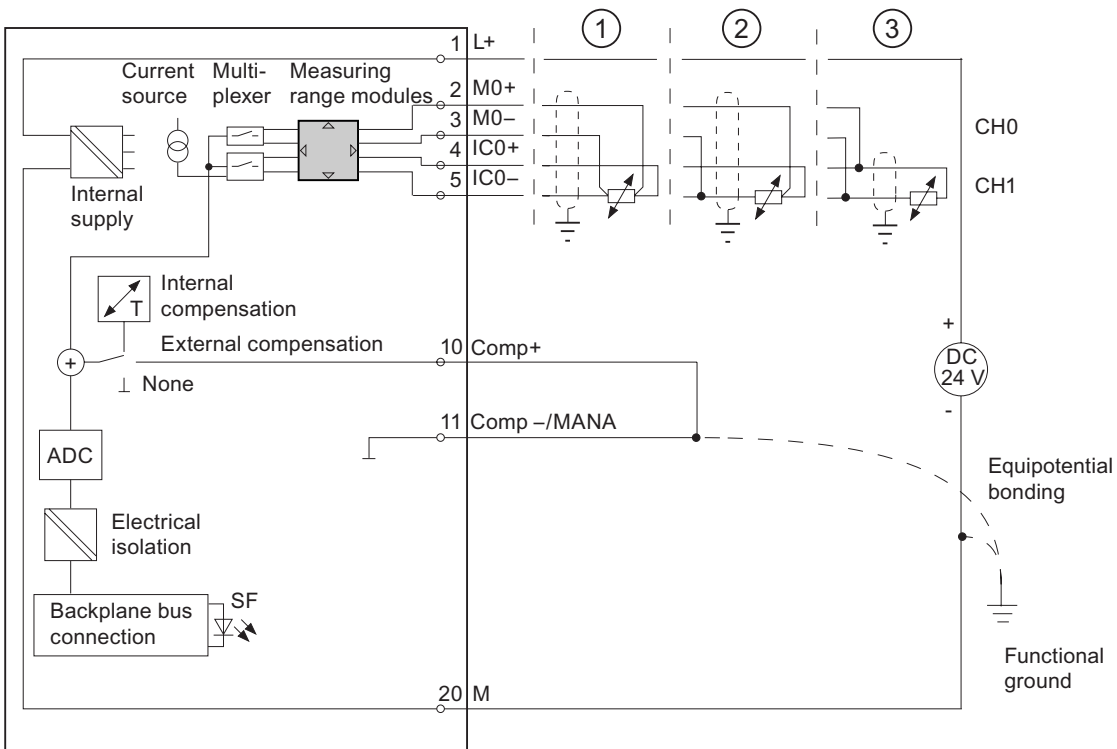 1 L+
1
2
3
Current source
Multi-plexer
Measuring range modules
2 M0+
3 M0–
4 IC0+
5 IC0–
CH0
CH1
Internal supply
T
Internal compensation
External compensation
+
None
10 Comp+
11 Comp –/MANA
+
DC 24 V
-
ADC
Equipotential bonding
Electrical isolation
Backplane bus connection
SF
Functional ground
20 M